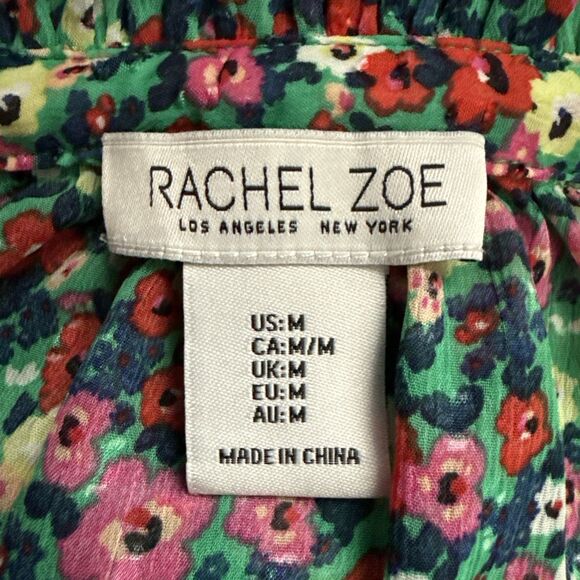 RACHEL ZOE
LOS ANGELES NEW YORK
US:M
CA:M/M
UK:M
EU:M
AU:M
MADE IN CHINA